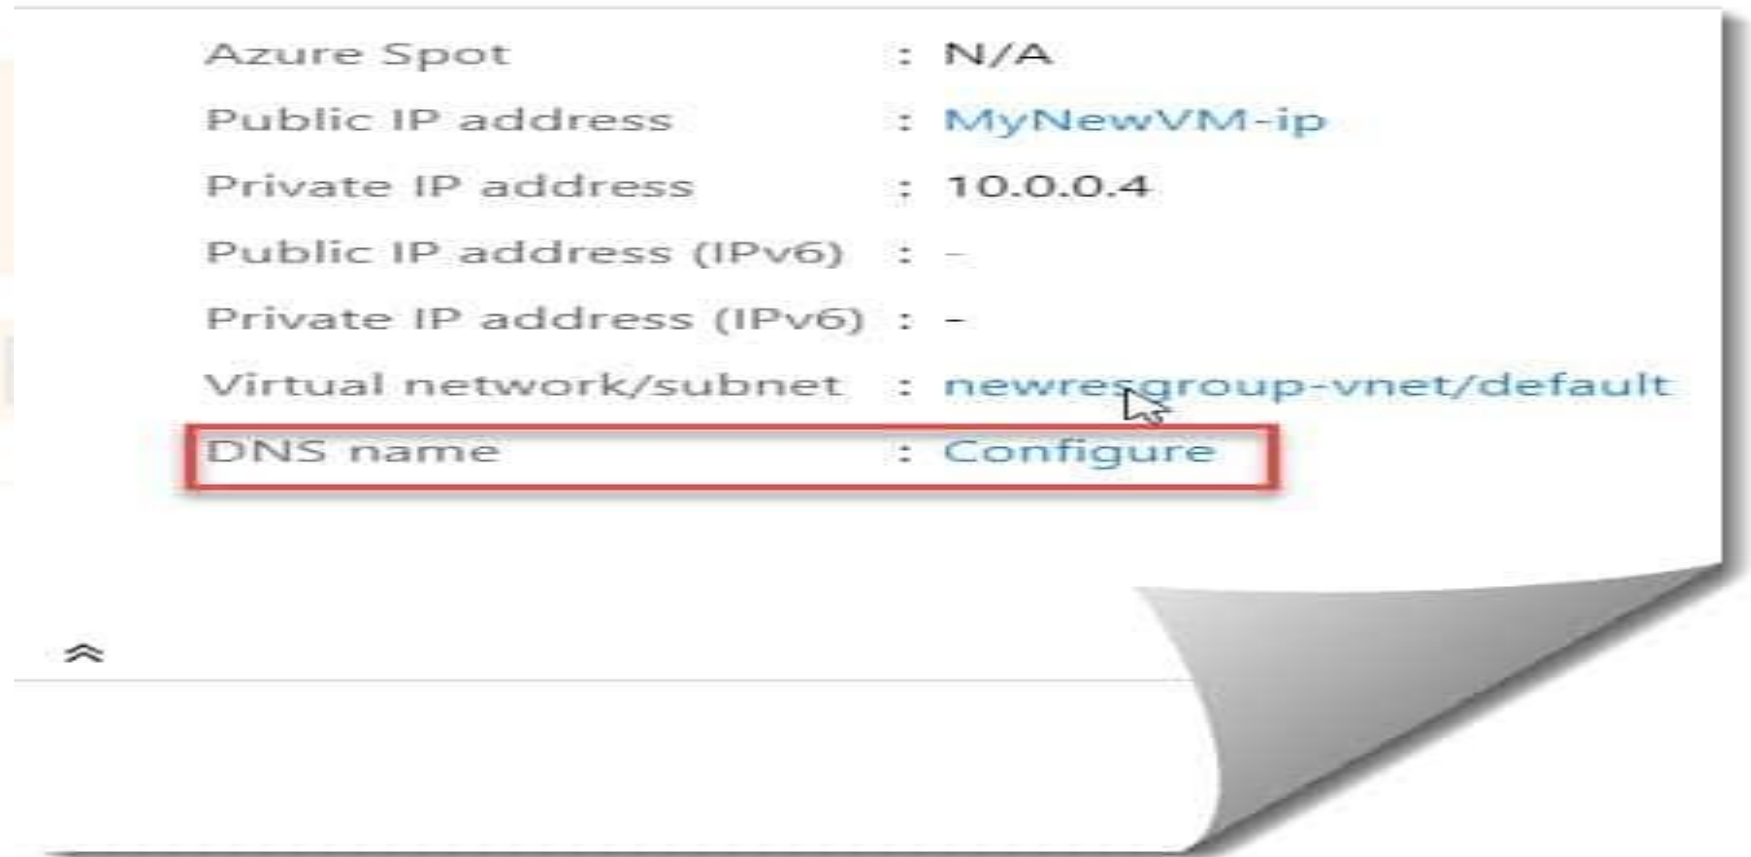 Azure Spot : N/A
Public IP address : MyNewVM-ip
Private IP address : 10.0.0.4
Public IP address (IPv6) : -
Private IP address (IPv6) : -
Virtual network/subnet : newresgroup-vnet/default
DNS name : Configure